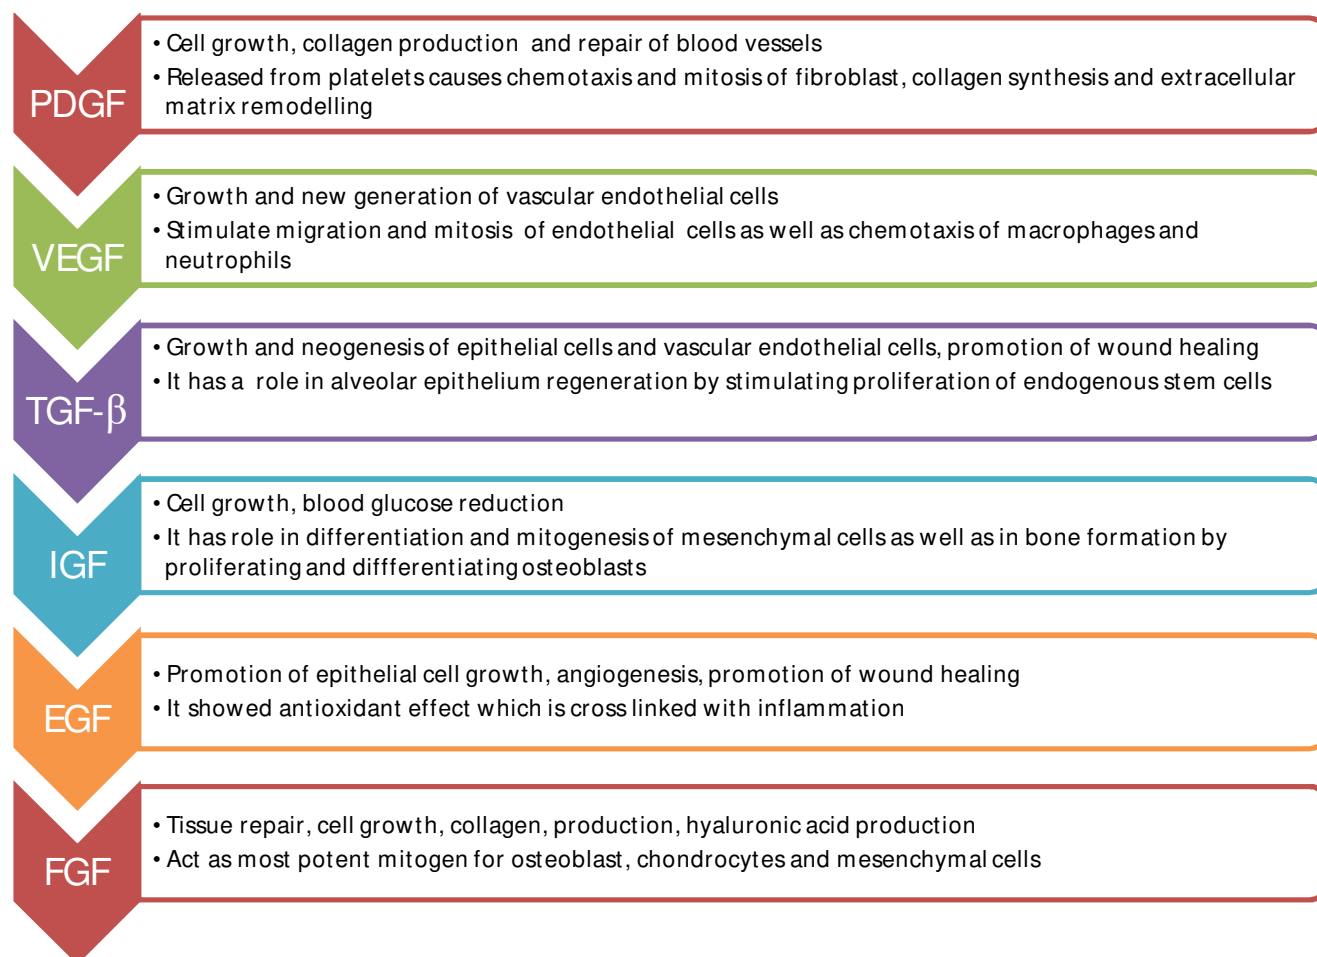 PDGF
• Cell growth, collagen production and repair of blood vessels
• Released from platelets causes chemotaxis and mitosis of fibroblast, collagen synthesis and extracellular
matrix remodelling
VEGF
• Growth and new generation of vascular endothelial cells
• Stimulate migration and mitosis of endothelial cells as well as chemotaxis of macrophages and
neutrophils
TGF-β
• Growth and neogenesis of epithelial cells and vascular endothelial cells, promotion of wound healing
• It has a role in alveolar epithelium regeneration by stimulating proliferation of endogenous stem cells
IGF
• Cell growth, blood glucose reduction
• It has role in differentiation and mitogenesis of mesenchymal cells as well as in bone formation by
proliferating and diffferentiating osteoblasts
EGF
• Promotion of epithelial cell growth, angiogenesis, promotion of wound healing
• It showed antioxidant effect which is cross linked with inflammation
FGF
• Tissue repair, cell growth, collagen, production, hyaluronic acid production
• Act as most potent mitogen for osteoblast, chondrocytes and mesenchymal cells